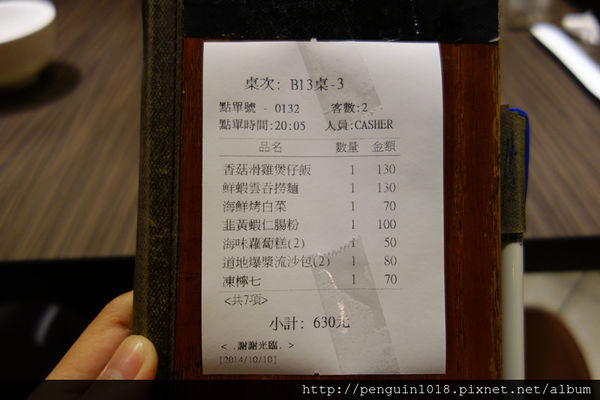 桌次: B13桌-3
點單號 - 0132 客數:2
點單時間:20:05 人員:CASHER
品名 數量 金額
香菇滑雞煲仔飯 1 130
鮮蝦雲吞撈麵 1 130
海鮮烤白菜 1 70
韭黃蝦仁腸粉 1 100
海味蘿蔔糕(2) 1 50
道地爆漿流沙包(2) 1 80
凍檸七 1 70
<共7項>
小計: 630元
< .謝謝光臨. >
[2014/10/10]
http://penguin1018.pixnet.net/album